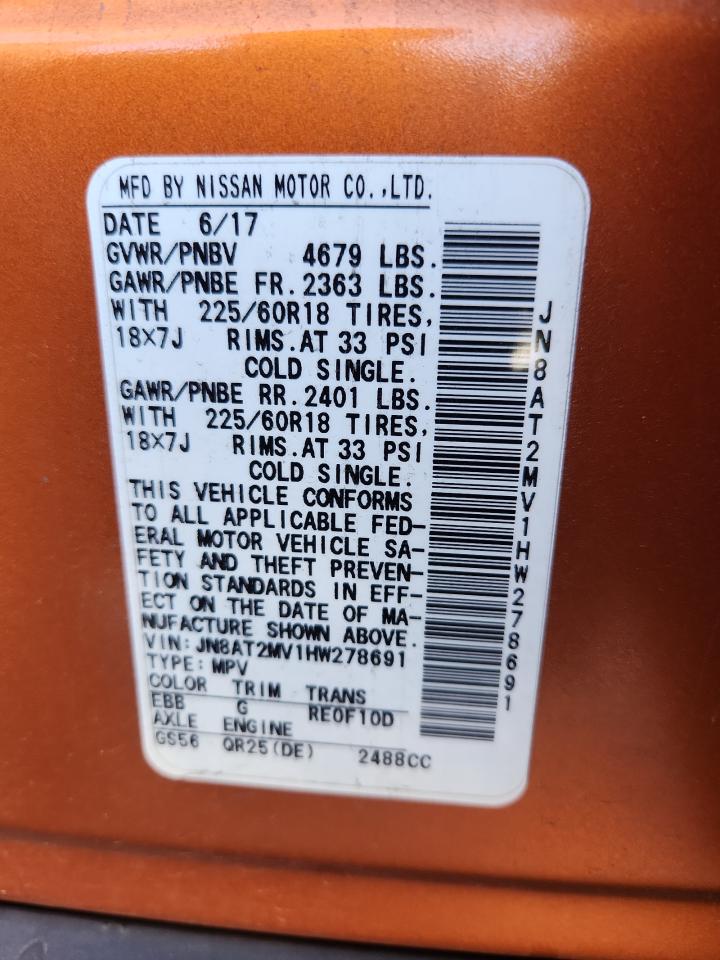 MFD BY NISSAN MOTOR CO.,LTD.
DATE 6/17
GVWR/PNBV 4679 LBS.
GAWR/PNBE FR. 2363 LBS.
WITH 225/60R18 TIRES,
18X7J RIMS. AT 33 PSI
COLD SINGLE.
GAWR/PNBE RR. 2401 LBS.
WITH 225/60R18 TIRES,
18X7J RIMS. AT 33 PSI
COLD SINGLE.
THIS VEHICLE CONFORMS
TO ALL APPLICABLE FED-
ERAL MOTOR VEHICLE SA-
FETY AND THEFT PREVEN-
TION STANDARDS IN EFF-
ECT ON THE DATE OF MA-
NUFACTURE SHOWN ABOVE.
VIN: JN8AT2MV1HW278691
TYPE: MPV
COLOR TRIM TRANS
EBB G RE0F10D
AXLE ENGINE
GS56 QR25(DE) 2488CC
JN8AT2MV1HW278691